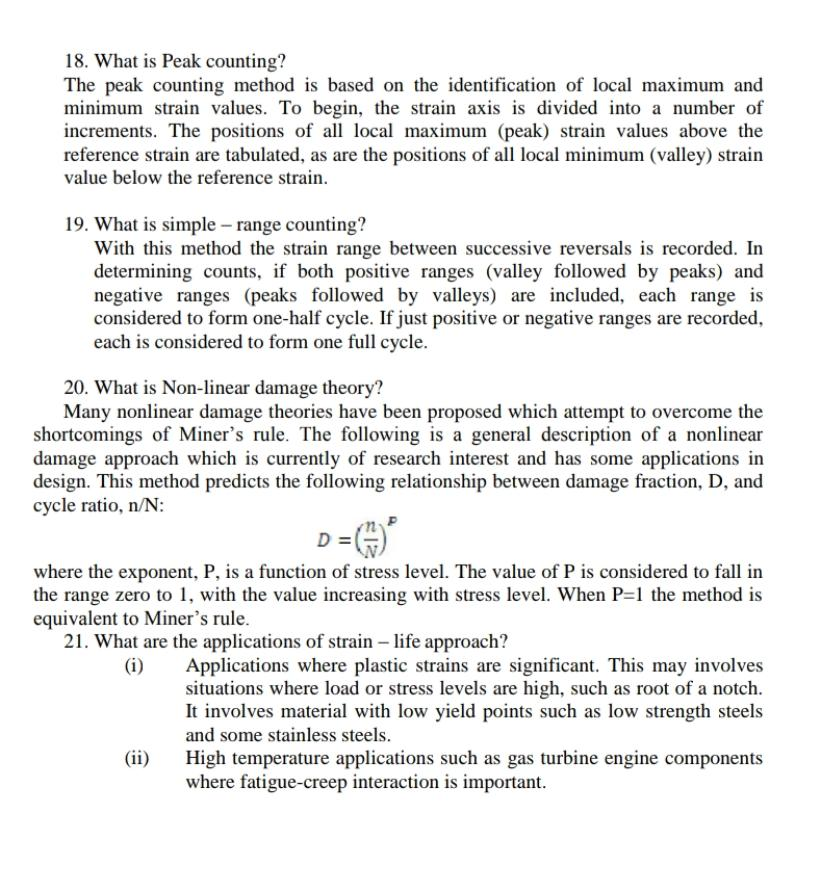 18. What is Peak counting?
The peak counting method is based on the identification of local maximum and
minimum strain values. To begin, the strain axis is divided into a number of
increments. The positions of all local maximum (peak) strain values above the
reference strain are tabulated, as are the positions of all local minimum (valley) strain
value below the reference strain.
19. What is simple – range counting?
With this method the strain range between successive reversals is recorded. In
determining counts, if both positive ranges (valley followed by peaks) and
negative ranges (peaks followed by valleys) are included, each range is
considered to form one-half cycle. If just positive or negative ranges are recorded,
each is considered to form one full cycle.
20. What is Non-linear damage theory?
Many nonlinear damage theories have been proposed which attempt to overcome the
shortcomings of Miner’s rule. The following is a general description of a nonlinear
damage approach which is currently of research interest and has some applications in
design. This method predicts the following relationship between damage fraction, D, and
cycle ratio, n/N:
D = (n/N)^P
where the exponent, P, is a function of stress level. The value of P is considered to fall in
the range zero to 1, with the value increasing with stress level. When P=1 the method is
equivalent to Miner’s rule.
21. What are the applications of strain – life approach?
(i) Applications where plastic strains are significant. This may involves
situations where load or stress levels are high, such as root of a notch.
It involves material with low yield points such as low strength steels
and some stainless steels.
(ii) High temperature applications such as gas turbine engine components
where fatigue-creep interaction is important.